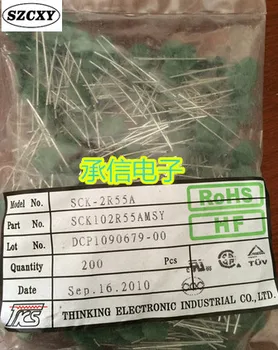 SZCXY
承信电子
Model No. SCK-2R55A
Part No. SCK102R55AMSY
Lot No. DCP1090679-00
Quantity 200 Pcs
Date Sep.16.2010
RoHS
HF
TÜV
TKS THINKING ELECTRONIC INDUSTRIAL CO., LTD.